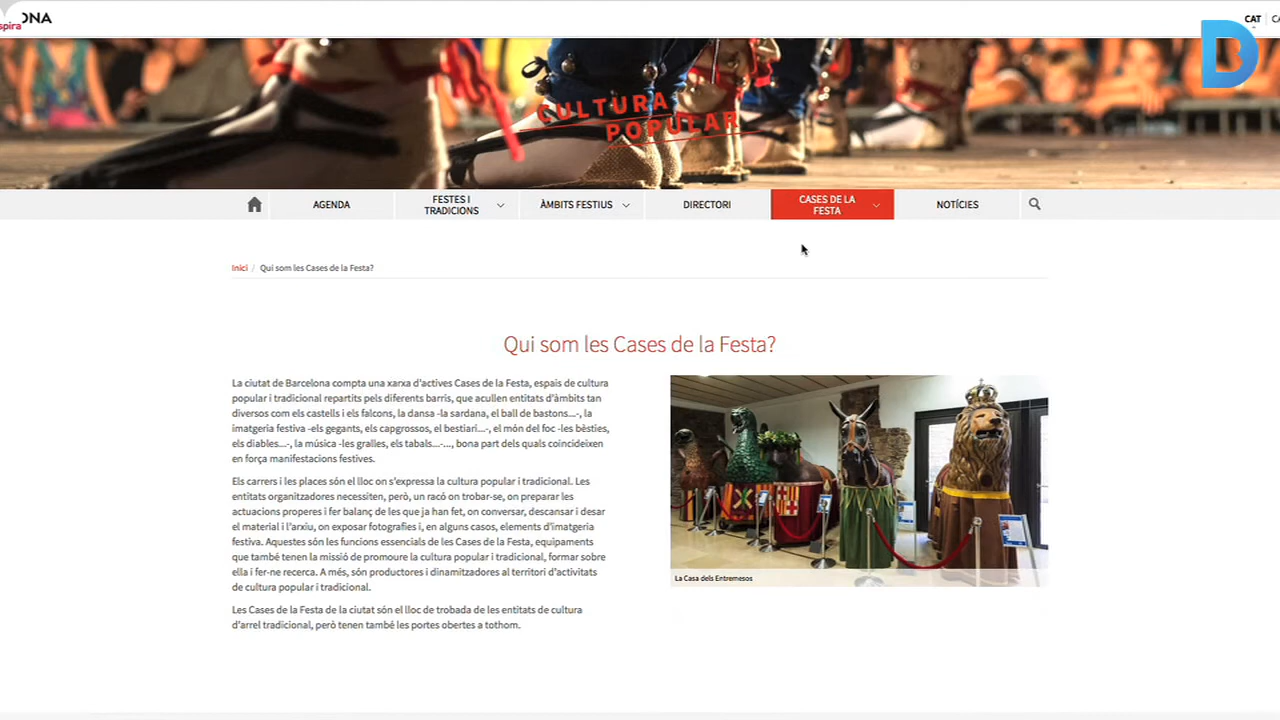 ONA
spira
CAT
CULTURA
POPULAR
AGENDA
FESTES I
TRADICIONS
ÀMBITS FESTIUS
DIRECTORI
CASES DE LA
FESTA
NOTÍCIES
Inici / Qui som les Cases de la Festa?
Qui som les Cases de la Festa?
La ciutat de Barcelona compta una xarxa d'actives Cases de la Festa, espais de cultura
popular i tradicional repartits pels diferents barris, que acullen entitats d'àmbits tan
diversos com els castells i els falcons, la dansa -la sardana, el ball de bastons...-, la
imatgeria festiva -els gegants, els capgrossos, el bestiari...-, el món del foc -les bèsties,
els diables...-, la música -les gralles, els tabals...-..., bona part dels quals coincideixen
en força manifestacions festives.
Els carrers i les places són el lloc on s'expressa la cultura popular i tradicional. Les
entitats organitzadores necessiten, però, un racó on trobar-se, on preparar les
actuacions properes i fer balanç de les que ja han fet, on conversar, descansar i desar
el material i l'arxiu, on exposar fotografies i, en alguns casos, elements d'imatgeria
festiva. Aquestes són les funcions essencials de les Cases de la Festa, equipaments
que també tenen la missió de promoure la cultura popular i tradicional, formar sobre
ella i fer-ne recerca. A més, són productores i dinamitzadores al territori d'activitats
de cultura popular i tradicional.
Les Cases de la Festa de la ciutat són el lloc de trobada de les entitats de cultura
d'arrel tradicional, però tenen també les portes obertes a tothom.
La Casa dels Entremesos